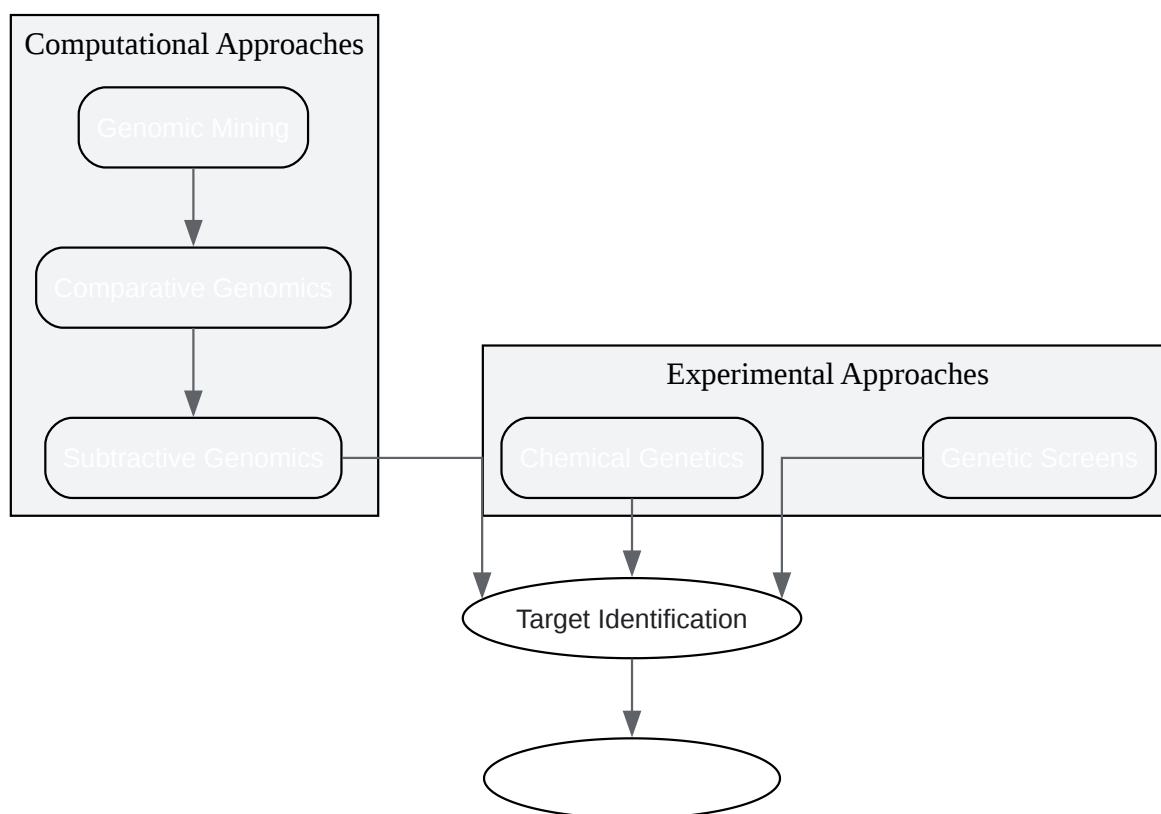 Computational Approaches
Genomic Mining
Comparative Genomics
Subtractive Genomics
Experimental Approaches
Chemical Genetics
Genetic Screens
Target Identification